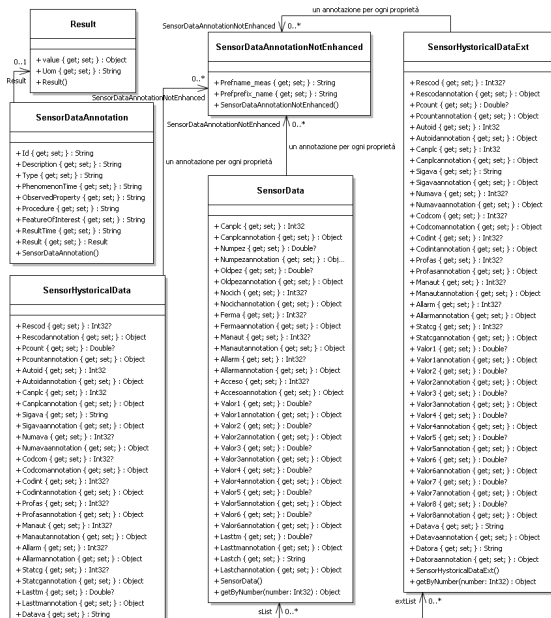 un annotazione per ogni proprietà
SensorDataAnnotationNotEnhanced
0..*
Result
+ value { get; set; } : Object
+ Uom { get; set; } : String
+ Result()
0..1
Result
SensorDataAnnotationNotEnhanced
+ Prefname_meas { get; set; } : String
+ Prefprefix_name { get; set; } : String
+ SensorDataAnnotationNotEnhanced()
0..*
SensorDataAnnotationNotEnhanced
SensorDataAnnotationNotEnhanced
0..*
un annotazione per ogni proprietà
un annotazione per ogni proprietà
SensorDataAnnotation
+ Id { get; set; } : String
+ Description { get; set; } : String
+ Type { get; set; } : String
+ PhenomenonTime { get; set; } : String
+ ObservedProperty { get; set; } : String
+ Procedure { get; set; } : String
+ FeatureOfInterest { get; set; } : String
+ ResultTime { get; set; } : String
+ Result { get; set; } : Result
+ SensorDataAnnotation()
SensorHystoricalData
+ Rescod { get; set; } : Int32?
+ Rescodannotation { get; set; } : Object
+ Pcount { get; set; } : Double?
+ Pcountannotation { get; set; } : Object
+ Autoid { get; set; } : Int32
+ Autoidannotation { get; set; } : Object
+ Canplc { get; set; } : Int32
+ Canplcannotation { get; set; } : Object
+ Sigava { get; set; } : String
+ Sigavaannotation { get; set; } : Object
+ Numava { get; set; } : Int32?
+ Numavaannotation { get; set; } : Object
+ Codcom { get; set; } : Int32?
+ Codcomannotation { get; set; } : Object
+ Codint { get; set; } : Int32?
+ Codintannotation { get; set; } : Object
+ Profas { get; set; } : Int32?
+ Profasannotation { get; set; } : Object
+ Manaut { get; set; } : Int32?
+ Manautannotation { get; set; } : Object
+ Allarm { get; set; } : Int32?
+ Allarmannotation { get; set; } : Object
+ Statcg { get; set; } : Int32?
+ Statcgannotation { get; set; } : Object
+ Lasttm { get; set; } : Double?
+ Lasttmannotation { get; set; } : Object
+ Datava { get; set; } : String
SensorData
+ Canplc { get; set; } : Int32
+ Canplcannotation { get; set; } : Object
+ Numpez { get; set; } : Double?
+ Numpezannotation { get; set; } : Obj...
+ Oldpez { get; set; } : Double?
+ Oldpezannotation { get; set; } : Object
+ Nocich { get; set; } : Int32?
+ Nocichannotation { get; set; } : Object
+ Ferma { get; set; } : Int32?
+ Fermaannotation { get; set; } : Object
+ Manaut { get; set; } : Int32?
+ Manautannotation { get; set; } : Object
+ Allarm { get; set; } : Int32?
+ Allarmannotation { get; set; } : Object
+ Acceso { get; set; } : Int32?
+ Accesoannotation { get; set; } : Object
+ Valor1 { get; set; } : Double?
+ Valor1annotation { get; set; } : Object
+ Valor2 { get; set; } : Double?
+ Valor2annotation { get; set; } : Object
+ Valor3 { get; set; } : Double?
+ Valor3annotation { get; set; } : Object
+ Valor4 { get; set; } : Double?
+ Valor4annotation { get; set; } : Object
+ Valor5 { get; set; } : Double?
+ Valor5annotation { get; set; } : Object
+ Valor6 { get; set; } : Double?
+ Valor6annotation { get; set; } : Object
+ Lasttm { get; set; } : Double?
+ Lasttmannotation { get; set; } : Object
+ Lastch { get; set; } : String
+ Lastchannotation { get; set; } : Object
+ SensorData()
+ getByNumber(number: Int32) : Object
sList
0..*
SensorHystoricalDataExt
+ Rescod { get; set; } : Int32?
+ Rescodannotation { get; set; } : Object
+ Pcount { get; set; } : Double?
+ Pcountannotation { get; set; } : Object
+ Autoid { get; set; } : Int32
+ Autoidannotation { get; set; } : Object
+ Canplc { get; set; } : Int32
+ Canplcannotation { get; set; } : Object
+ Sigava { get; set; } : String
+ Sigavaannotation { get; set; } : Object
+ Numava { get; set; } : Int32?
+ Numavaannotation { get; set; } : Object
+ Codcom { get; set; } : Int32?
+ Codcomannotation { get; set; } : Object
+ Codint { get; set; } : Int32?
+ Codintannotation { get; set; } : Object
+ Profas { get; set; } : Int32?
+ Profasannotation { get; set; } : Object
+ Manaut { get; set; } : Int32?
+ Manautannotation { get; set; } : Object
+ Allarm { get; set; } : Int32?
+ Allarmannotation { get; set; } : Object
+ Statcg { get; set; } : Int32?
+ Statcgannotation { get; set; } : Object
+ Valor1 { get; set; } : Double?
+ Valor1annotation { get; set; } : Object
+ Valor2 { get; set; } : Double?
+ Valor2annotation { get; set; } : Object
+ Valor3 { get; set; } : Double?
+ Valor3annotation { get; set; } : Object
+ Valor4 { get; set; } : Double?
+ Valor4annotation { get; set; } : Object
+ Valor5 { get; set; } : Double?
+ Valor5annotation { get; set; } : Object
+ Valor6 { get; set; } : Double?
+ Valor6annotation { get; set; } : Object
+ Valor7 { get; set; } : Double?
+ Valor7annotation { get; set; } : Object
+ Valor8 { get; set; } : Double?
+ Valor8annotation { get; set; } : Object
+ Datava { get; set; } : String
+ Datavaannotation { get; set; } : Object
+ Datora { get; set; } : String
+ Datoraannotation { get; set; } : Object
+ SensorHystoricalDataExt()
+ getByNumber(number: Int32) : Object
extList
0..*